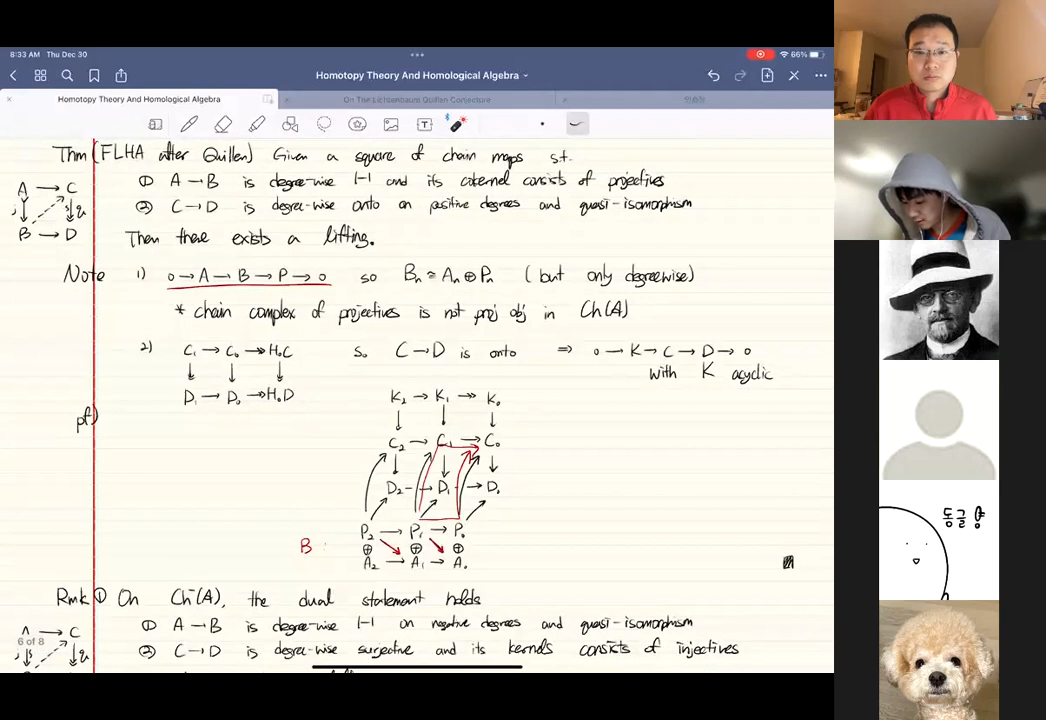 8:33 AM Thu Dec 30
66%
Homotopy Theory And Homological Algebra
Homotopy Theory And Homological Algebra
On The Lichtenbaum Quillen Conjecture
Thm (FLHA after Quillen) Given a square of chain maps s.t.
A → C
① A → B is degree-wise 1-1 and its cokernel consists of projectives
② C → D is degree-wise onto on positive degrees and quasi-isomorphism
B → D
Then there exists a lifting.
Note 1) 0 → A → B → P → 0 so Bn ≅ An ⊕ Pn (but only degreewise)
* chain complex of projectives is not proj obj in Ch(A)
2) C₁ → C₀ ↠ H₀C so C → D is onto ⇒ 0 → K → C → D → 0
with K acyclic
D₁ → D₀ ↠ H₀D
pf)
K₂ → K₁ ↠ K₀
C₂ → C₁ → C₀
D₂ → D₁ → D₀
P₂ → P₁ → P₀
B
⊕ ⊕ ⊕
A₂ → A₁ → A₀
Rmk ① On Ch⁻(A), the dual statement holds
A → C
① A → B is degree-wise 1-1 on negative degrees and quasi-isomorphism
6 of 8
② C → D is degree-wise surjective and its kernels consists of injectives
동글양